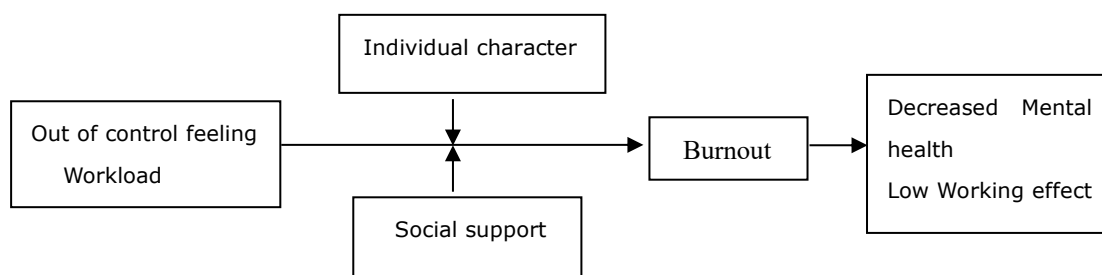 Individual character
Out of control feeling
Workload
Social support
Burnout
Decreased Mental
health
Low Working effect